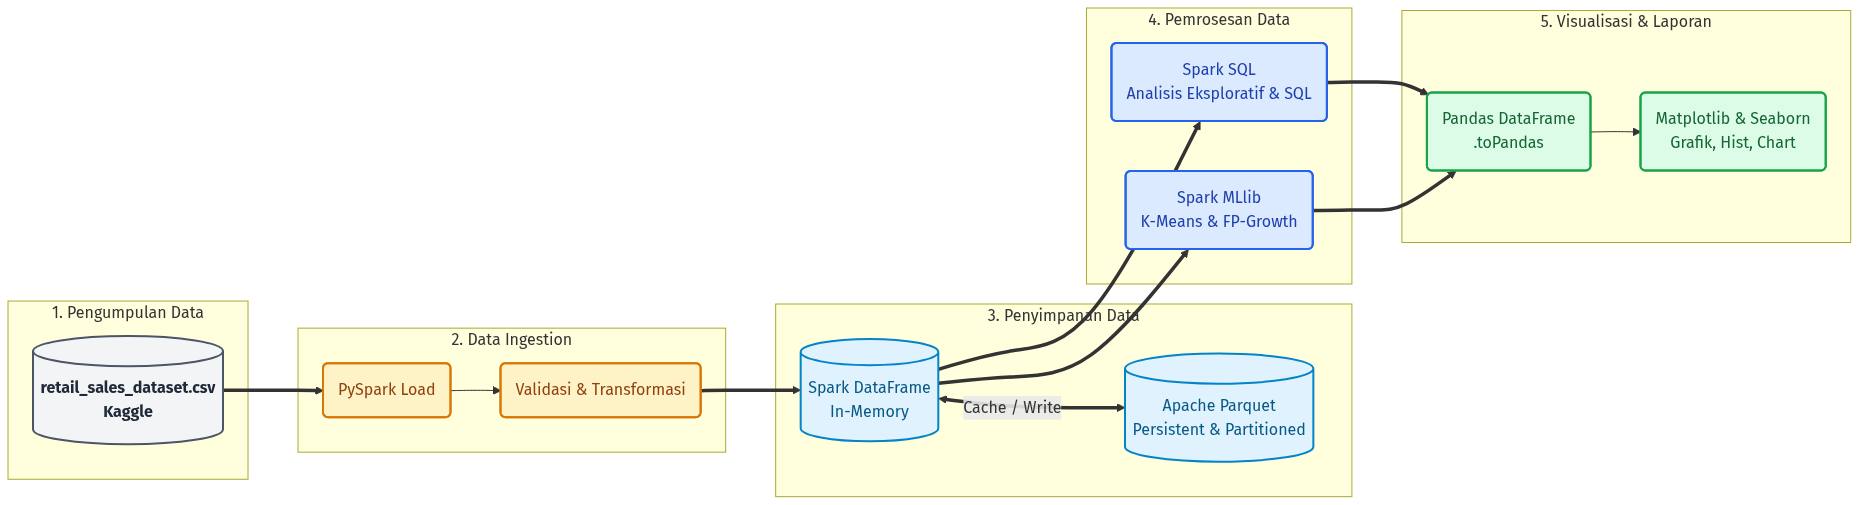 1. Pengumpulan Data
retail_sales_dataset.csv
Kaggle
2. Data Ingestion
PySpark Load
Validasi & Transformasi
3. Penyimpanan Data
Spark DataFrame
In-Memory
Cache / Write
Apache Parquet
Persistent & Partitioned
4. Pemrosesan Data
Spark SQL
Analisis Eksploratif & SQL
Spark MLlib
K-Means & FP-Growth
5. Visualisasi & Laporan
Pandas DataFrame
.toPandas
Matplotlib & Seaborn
Grafik, Hist, Chart